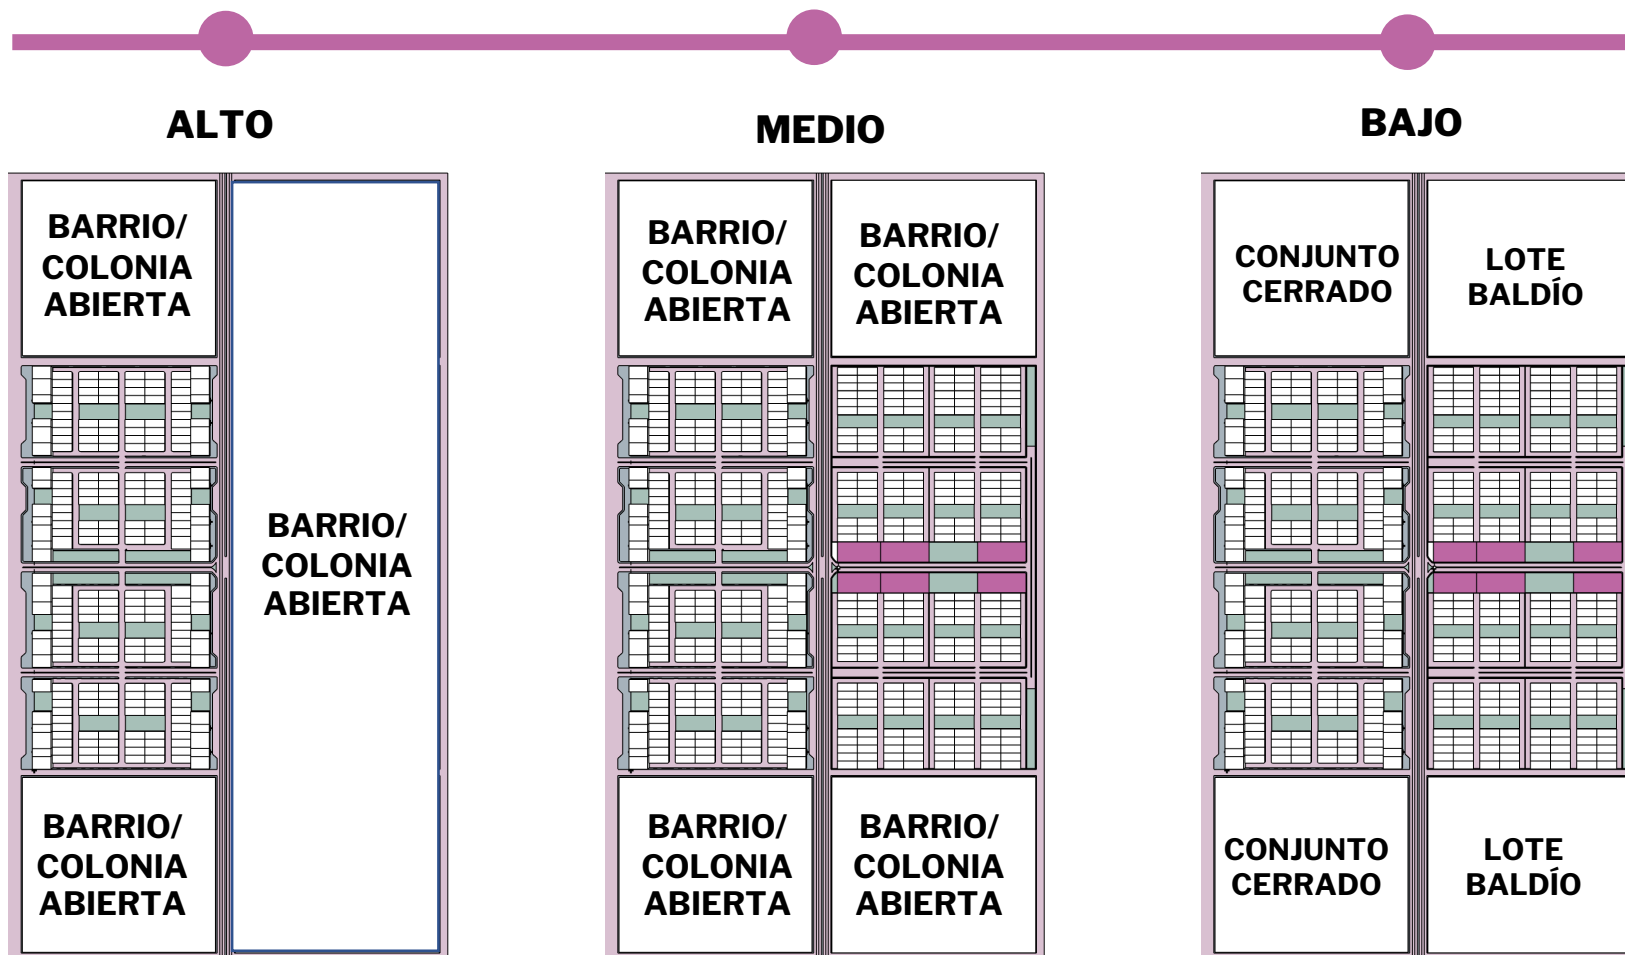 ALTO
MEDIO
BAJO
BARRIO/
COLONIA
ABIERTA
BARRIO/
COLONIA
ABIERTA
BARRIO/
COLONIA
ABIERTA
BARRIO/
COLONIA
ABIERTA
BARRIO/
COLONIA
ABIERTA
BARRIO/
COLONIA
ABIERTA
BARRIO/
COLONIA
ABIERTA
CONJUNTO
CERRADO
LOTE
BALDÍO
CONJUNTO
CERRADO
LOTE
BALDÍO